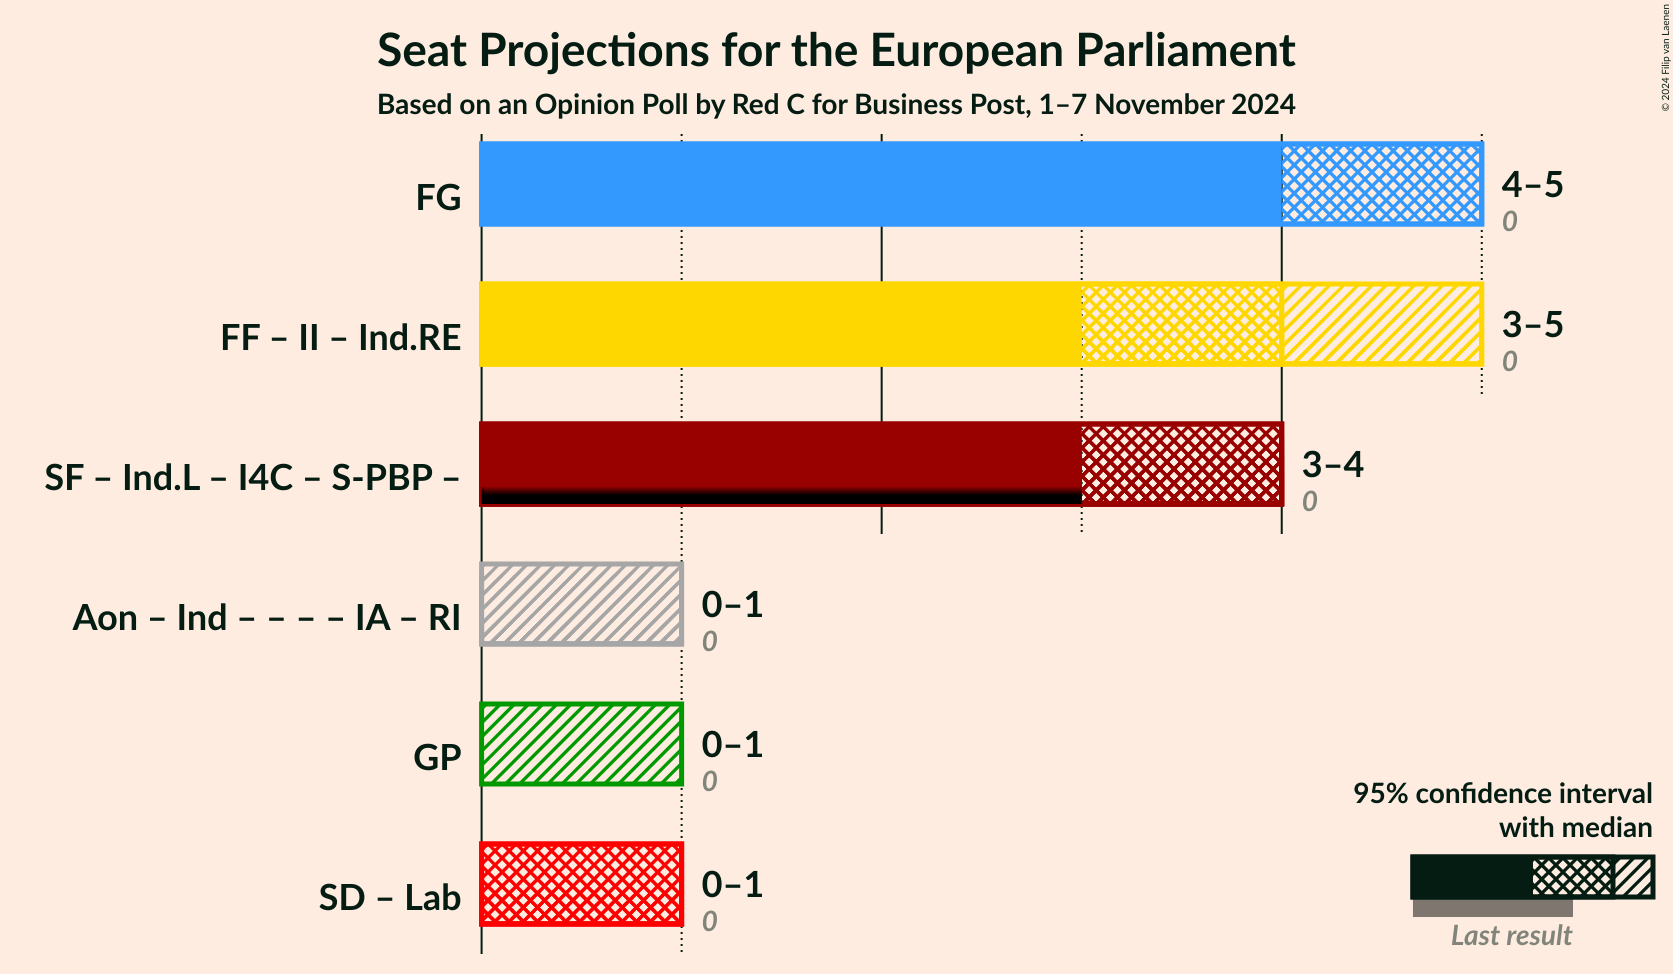 Seat Projections for the European Parliament
Based on an Opinion Poll by Red C for Business Post, 1–7 November 2024
© 2024 Filip van Laenen
FG
4–5
0
FF – II – Ind.RE
3–5
0
SF – Ind.L – I4C – S-PBP –
3–4
0
Aon – Ind – – – – IA – RI
0–1
0
GP
0–1
0
SD – Lab
0–1
0
95% confidence interval
with median
Last result